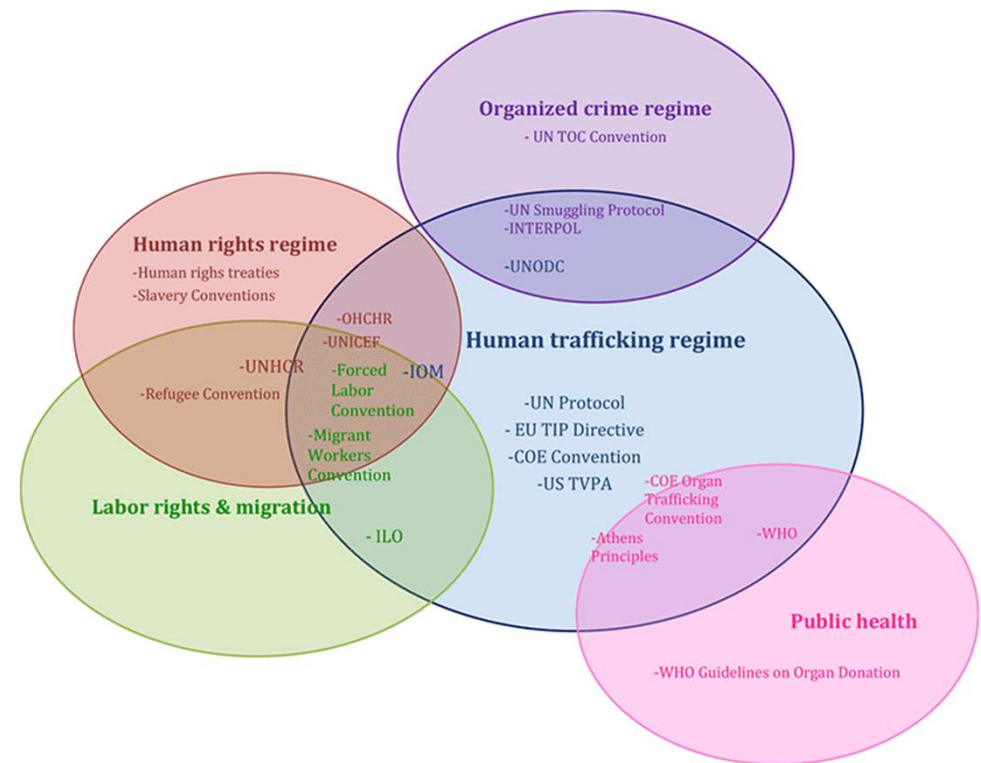 Organized crime regime
- UN TOC Convention
-UN Smuggling Protocol
-INTERPOL
-UNODC
Human rights regime
-Human righs treaties
-Slavery Conventions
-OHCHR
-UNICEF
-UNHCR
-Refugee Convention
-Forced
Labor
Convention
-IOM
-Migrant
Workers
Convention
Labor rights & migration
- ILO
Human trafficking regime
-UN Protocol
- EU TIP Directive
-COE Convention
-US TVPA
-COE Organ
Trafficking
Convention
-Athens
Principles
-WHO
Public health
-WHO Guidelines on Organ Donation